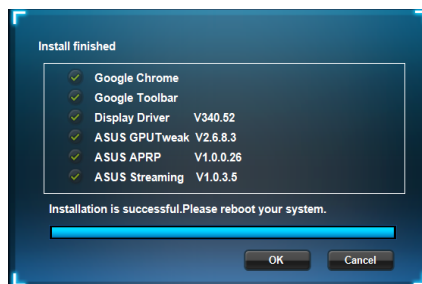 Install finished
Google Chrome
Google Toolbar
Display Driver V340.52
ASUS GPUTweak V2.6.8.3
ASUS APRP V1.0.0.26
ASUS Streaming V1.0.3.5
Installation is successful.Please reboot your system.
OK Cancel